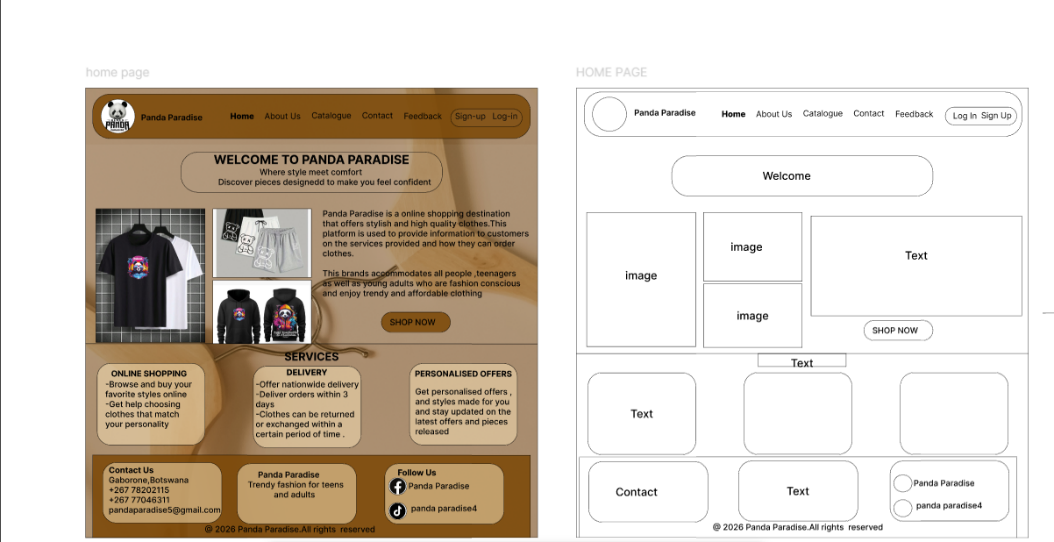 home page
PANDA
Panda Paradise
Home
About Us
Catalogue
Contact
Feedback
Sign-up Log-in
WELCOME TO PANDA PARADISE
Where style meet comfort
Discover pieces designedd to make you feel confident
Panda Paradise is a online shopping destination
that offers stylish and high quality clothes.This
platform is used to provide information to customers
on the services provided and how they can order
clothes.
This brands accommodates all people ,teenagers
as well as young adults who are fashion conscious
and enjoy trendy and affordable clothing
SHOP NOW
SERVICES
ONLINE SHOPPING
-Browse and buy your
favorite styles online
-Get help choosing
clothes that match
your personality
DELIVERY
-Offer nationwide delivery
-Deliver orders within 3
days
-Clothes can be returned
or exchanged within a
certain period of time .
PERSONALISED OFFERS
Get personalised offers ,
and styles made for you
and stay updated on the
latest offers and pieces
released
Contact Us
Gaborone,Botswana
+267 78202115
+267 77046311
pandaparadise5@gmail.com
Panda Paradise
Trendy fashion for teens
and adults
Follow Us
Panda Paradise
panda paradise4
@ 2026 Panda Paradise.All rights reserved
HOME PAGE
Panda Paradise
Home
About Us
Catalogue
Contact
Feedback
Log In Sign Up
Welcome
image
image
image
Text
SHOP NOW
Text
Text
Contact
Text
Panda Paradise
panda paradise4
@ 2026 Panda Paradise.All rights reserved